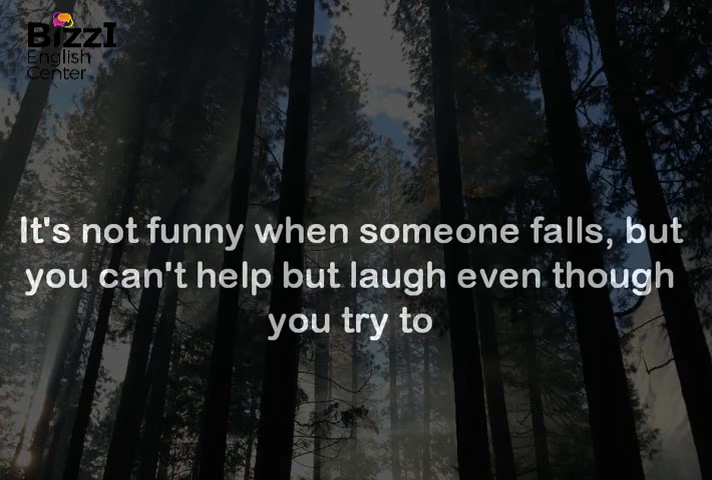 BizzI
English
Center
It's not funny when someone falls, but
you can't help but laugh even though
you try to